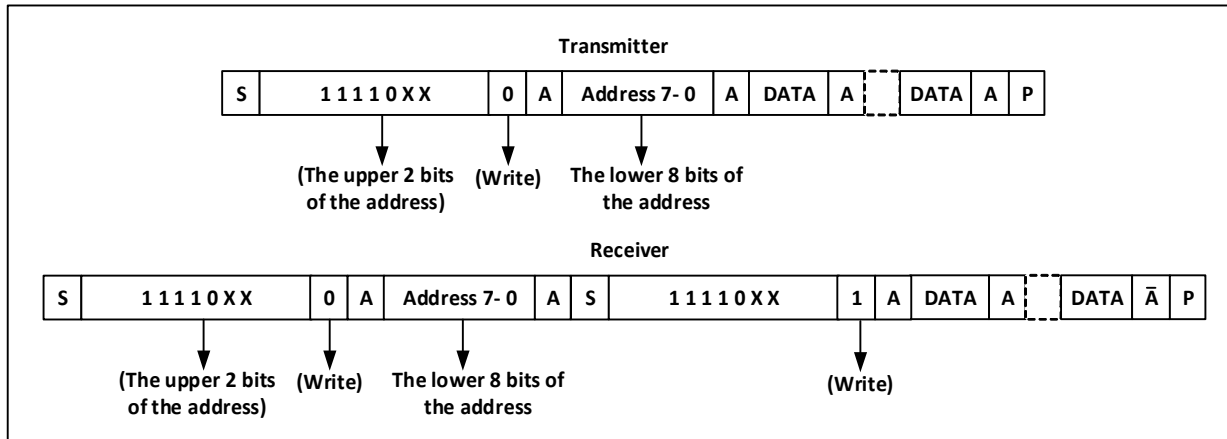 Transmitter
S 1 1 1 1 0 X X 0 A Address 7- 0 A DATA A DATA A P
(The upper 2 bits of the address) (Write) The lower 8 bits of the address
Receiver
S 1 1 1 1 0 X X 0 A Address 7- 0 A S 1 1 1 1 0 X X 1 A DATA A DATA Ā P
(The upper 2 bits of the address) (Write) The lower 8 bits of the address (Write)